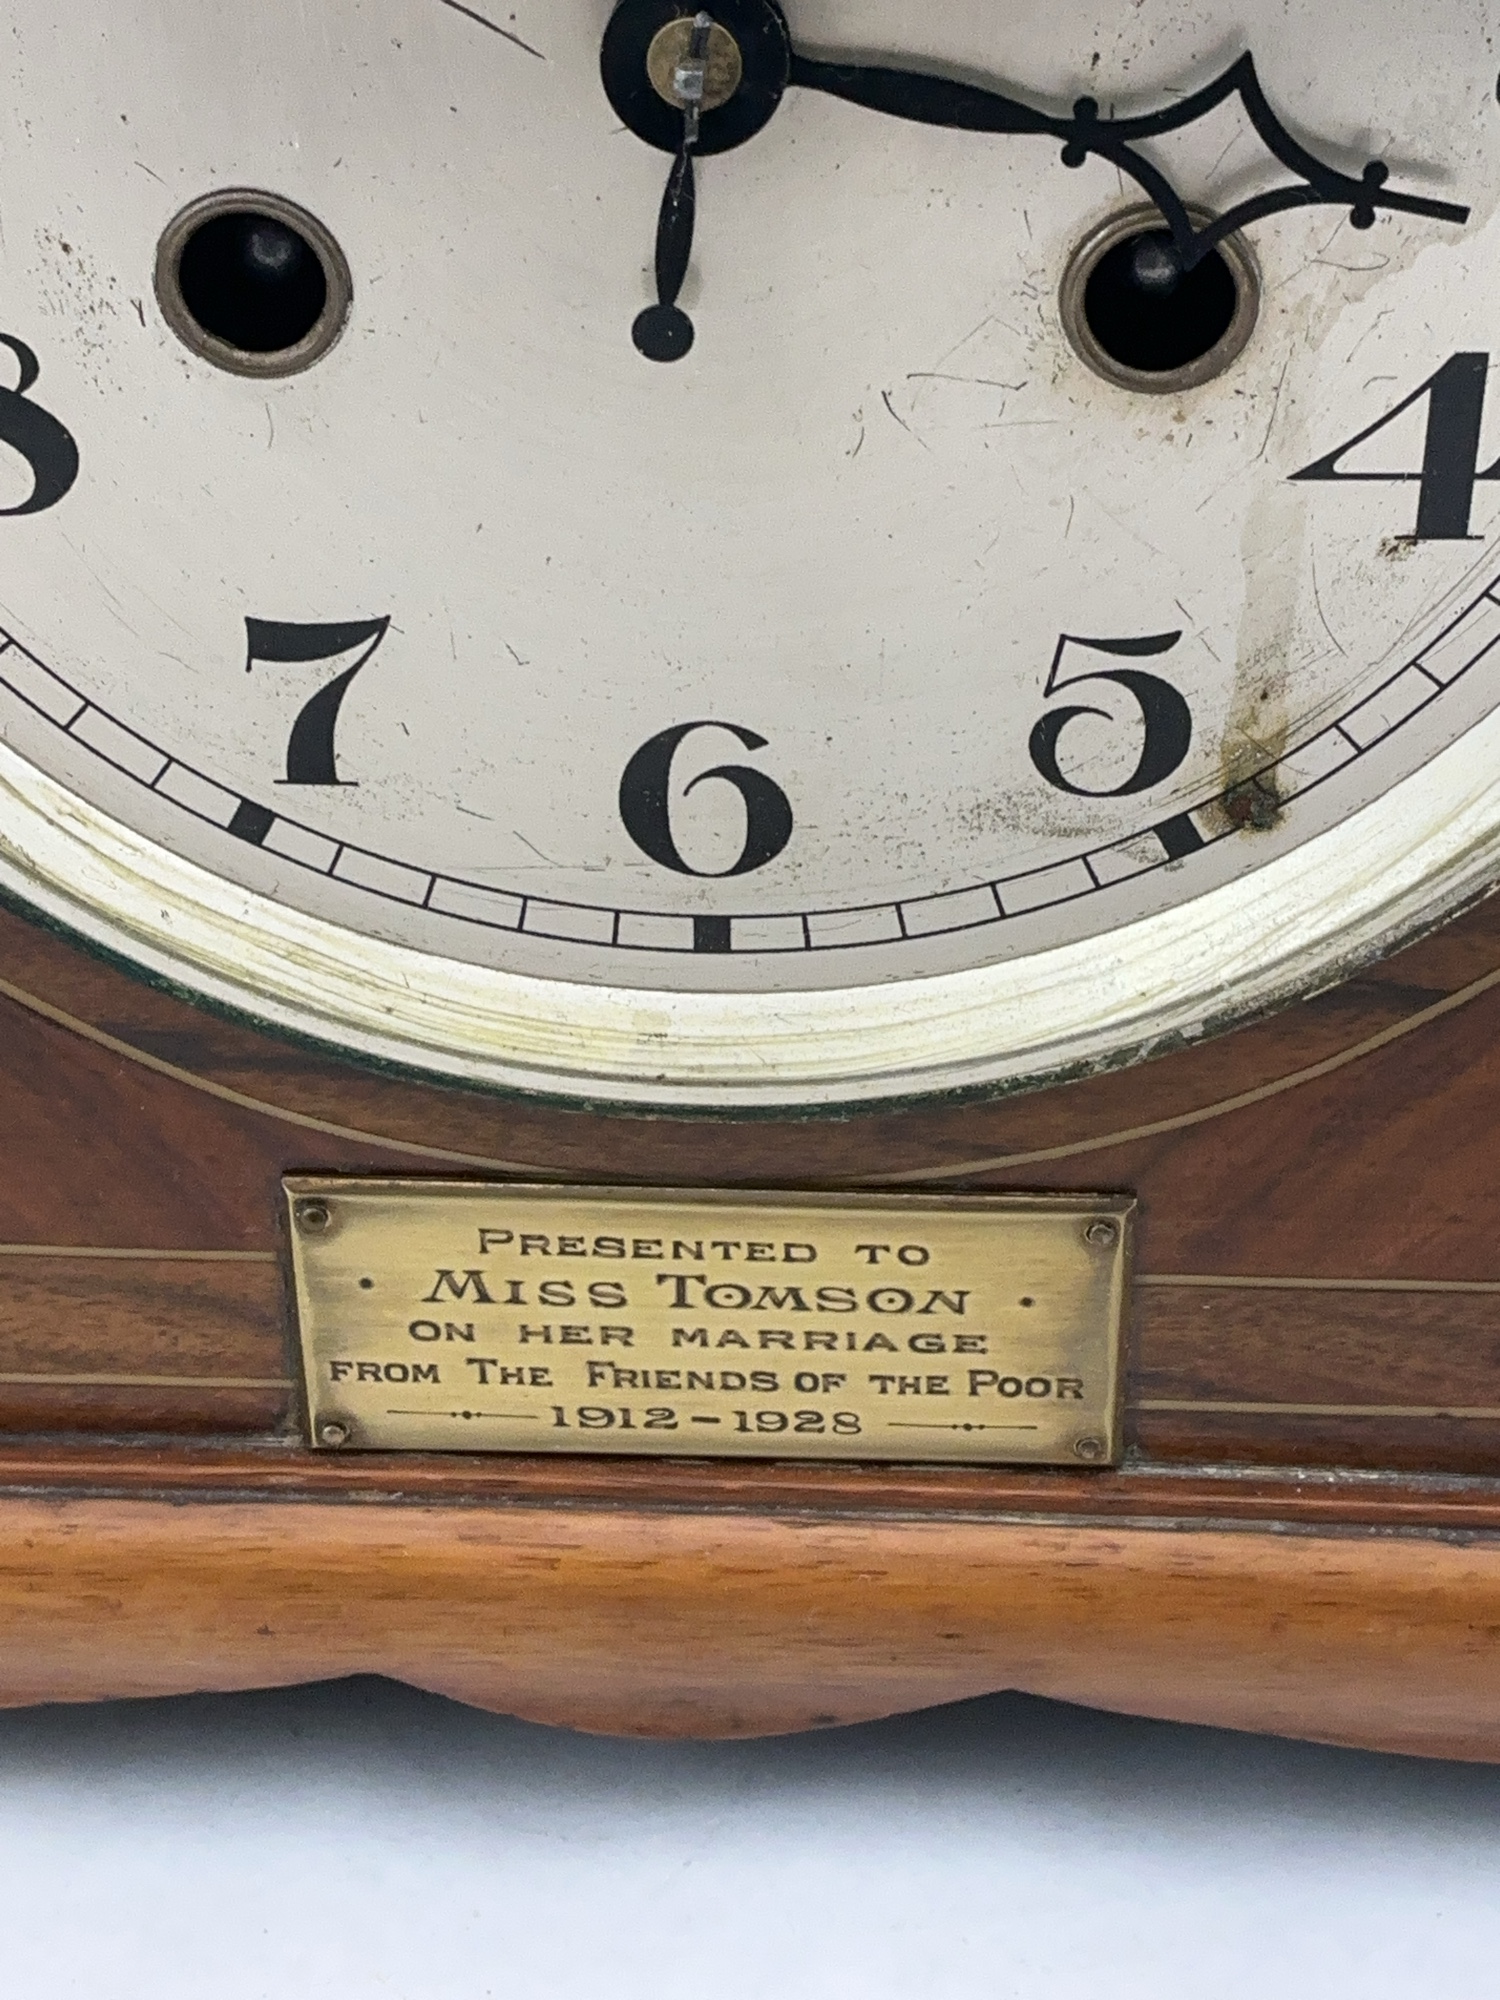 8
4
7
5
6
PRESENTED TO
• MISS TOMSON •
ON HER MARRIAGE
FROM THE FRIENDS OF THE POOR
1912-1928